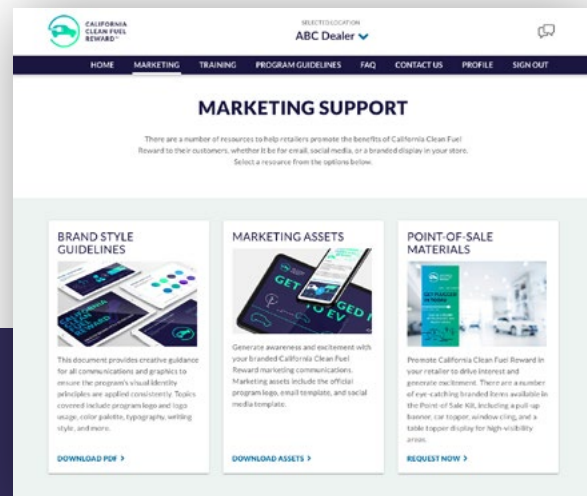 CALIFORNIA
CLEAN FUEL
REWARD™
SELECTED LOCATION
ABC Dealer
HOME MARKETING TRAINING PROGRAM GUIDELINES FAQ CONTACT US PROFILE SIGN OUT
MARKETING SUPPORT
There are a number of resources to help retailers promote the benefits of California Clean Fuel
Reward to their customers, whether it be for email, social media, or a branded display in your store.
Select a resource from the options below.
BRAND STYLE
GUIDELINES
CALIFORNIA
CLEAN
FUEL
REWARD
This document provides creative guidance
for all communications and graphics to
ensure the program's visual identity
principles are applied consistently. Topics
covered include program logo and logo
usage, color palette, typography, writing
style, and more.
DOWNLOAD PDF >
MARKETING ASSETS
GET
GED I
TO EV
Generate awareness and excitement with
your branded California Clean Fuel
Reward marketing communications.
Marketing assets include the official
program logo, email template, and social
media template.
DOWNLOAD ASSETS >
POINT-OF-SALE
MATERIALS
Promote California Clean Fuel Reward in
your retailer to drive interest and
generate excitement. There are a number
of eye-catching branded items available in
the Point-of Sale Kit, including a pull-up
banner, car topper, window cling, and a
table topper display for high-visibility
areas.
REQUEST NOW >